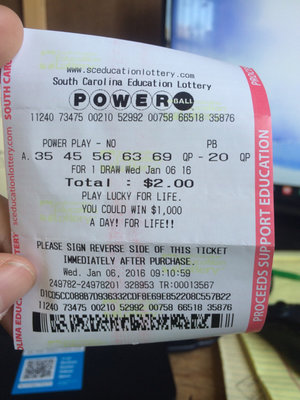 www.sceducationlottery.com
South Carolina Education Lottery
POWERBALL
11240 73475 00210 52992 00758 66518 35876
POWER PLAY - NO PB
A. 35 45 56 63 69 QP - 20 QP
FOR 1 DRAW Wed Jan 06 16
Total : $2.00
PLAY LUCKY FOR LIFE.
YOU COULD WIN $1,000
A DAY! FOR LIFE!!
PLEASE SIGN REVERSE SIDE OF THIS TICKET
IMMEDIATELY AFTER PURCHASE.
Wed. Jan 06, 2016 09:10:59
249782-24978201 328953 TR:00013567
11240 73475 00210 52992 00758 66518 35876
SOUTH CAR
sceducationlottery.com
OLINA EDUC
PROCEEDS SUPPORT EDUCATION
PROC